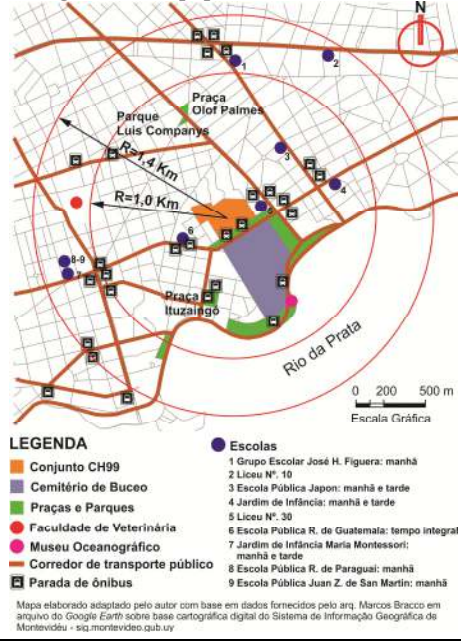 N
1
2
Praça
Olof Palmes
Parque
Luis Companys
R=1,4 Km
3
4
R=1,0 Km
5
6
8-9
7
Praça
Ituzaingó
Rio da Prata
0 200 500 m
Escala Gráfica
LEGENDA
Conjunto CH99
Cemitério de Buceo
Praças e Parques
Faculdade de Veterinária
Museu Oceanográfico
Corredor de transporte público
Parada de ônibus
Escolas
1 Grupo Escolar José H. Figuera: manhã
2 Liceu Nº. 10
3 Escola Pública Japon: manhã e tarde
4 Jardim de Infância: manhã e tarde
5 Liceu Nº. 30
6 Escola Pública R. de Guatemala: tempo integral
7 Jardim de Infância Maria Montessori:
manhã e tarde
8 Escola Pública R. de Paraguai: manhã
9 Escola Pública Juan Z. de San Martin: manhã
Mapa elaborado adaptado pelo autor com base em dados fornecidos pelo arq. Marcos Bracco em
arquivo do Google Earth sobre base cartográfica digital do Sistema de Informação Geográfica de
Montevidéu - sig.montevideo.gub.uy